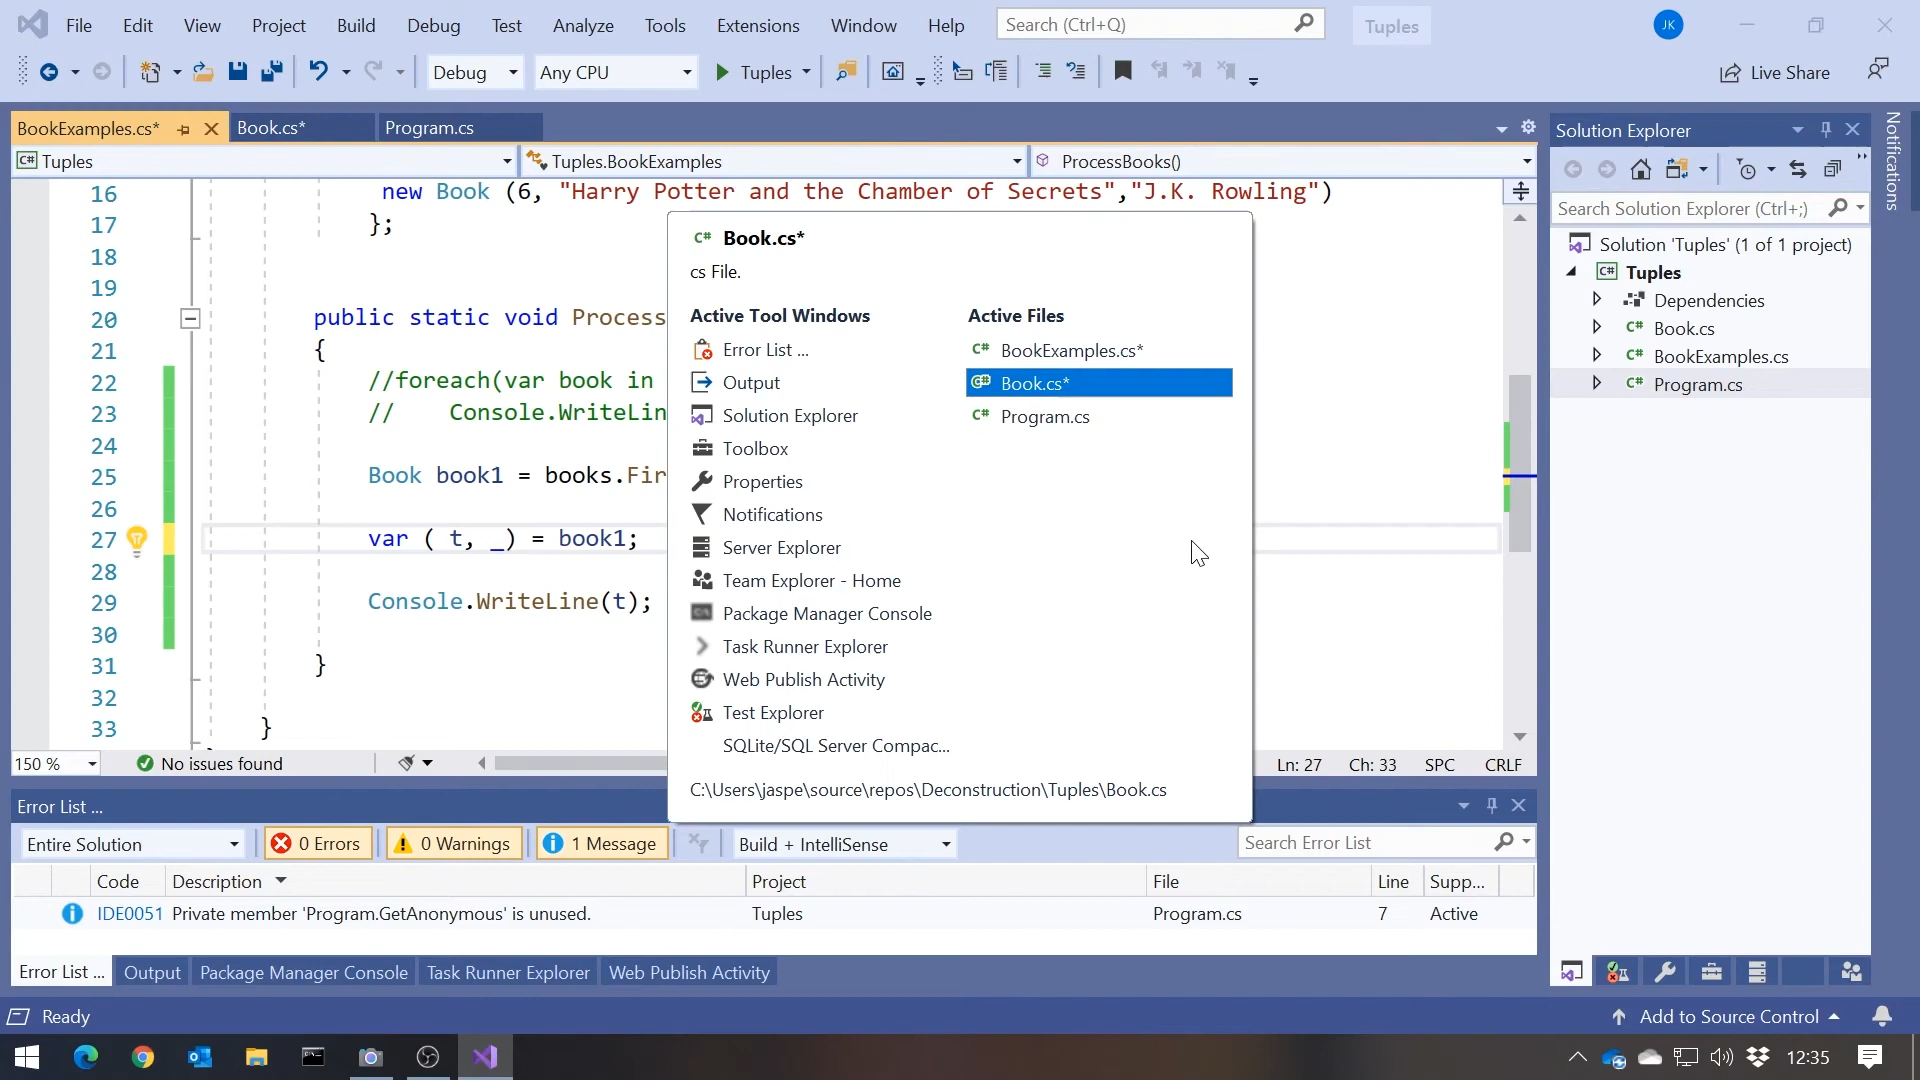 File Edit View Project Build Debug Test Analyze Tools Extensions Window Help Search (Ctrl+Q) Tuples JK
Debug Any CPU Tuples Live Share
BookExamples.cs* Book.cs* Program.cs
C# Tuples Tuples.BookExamples ProcessBooks()
16 new Book (6, "Harry Potter and the Chamber of Secrets","J.K. Rowling")
17 };
18
19
20 public static void Process
21 {
22 //foreach(var book in
23 // Console.WriteLin
24
25 Book book1 = books.Fir
26
27 var ( t, _) = book1;
28
29 Console.WriteLine(t);
30
31 }
32
33 }
C# Book.cs*
cs File.
Active Tool Windows
Error List ...
Output
Solution Explorer
Toolbox
Properties
Notifications
Server Explorer
Team Explorer - Home
Package Manager Console
Task Runner Explorer
Web Publish Activity
Test Explorer
SQLite/SQL Server Compac...
Active Files
C# BookExamples.cs*
C# Book.cs*
C# Program.cs
C:\Users\jaspe\source\repos\Deconstruction\Tuples\Book.cs
150 % No issues found Ln: 27 Ch: 33 SPC CRLF
Solution Explorer
Search Solution Explorer (Ctrl+;)
Solution 'Tuples' (1 of 1 project)
C# Tuples
Dependencies
C# Book.cs
C# BookExamples.cs
C# Program.cs
Notifications
Error List ...
Entire Solution 0 Errors 0 Warnings 1 Message Build + IntelliSense Search Error List
Code Description Project File Line Supp...
IDE0051 Private member 'Program.GetAnonymous' is unused. Tuples Program.cs 7 Active
Error List ... Output Package Manager Console Task Runner Explorer Web Publish Activity
Ready Add to Source Control
12:35